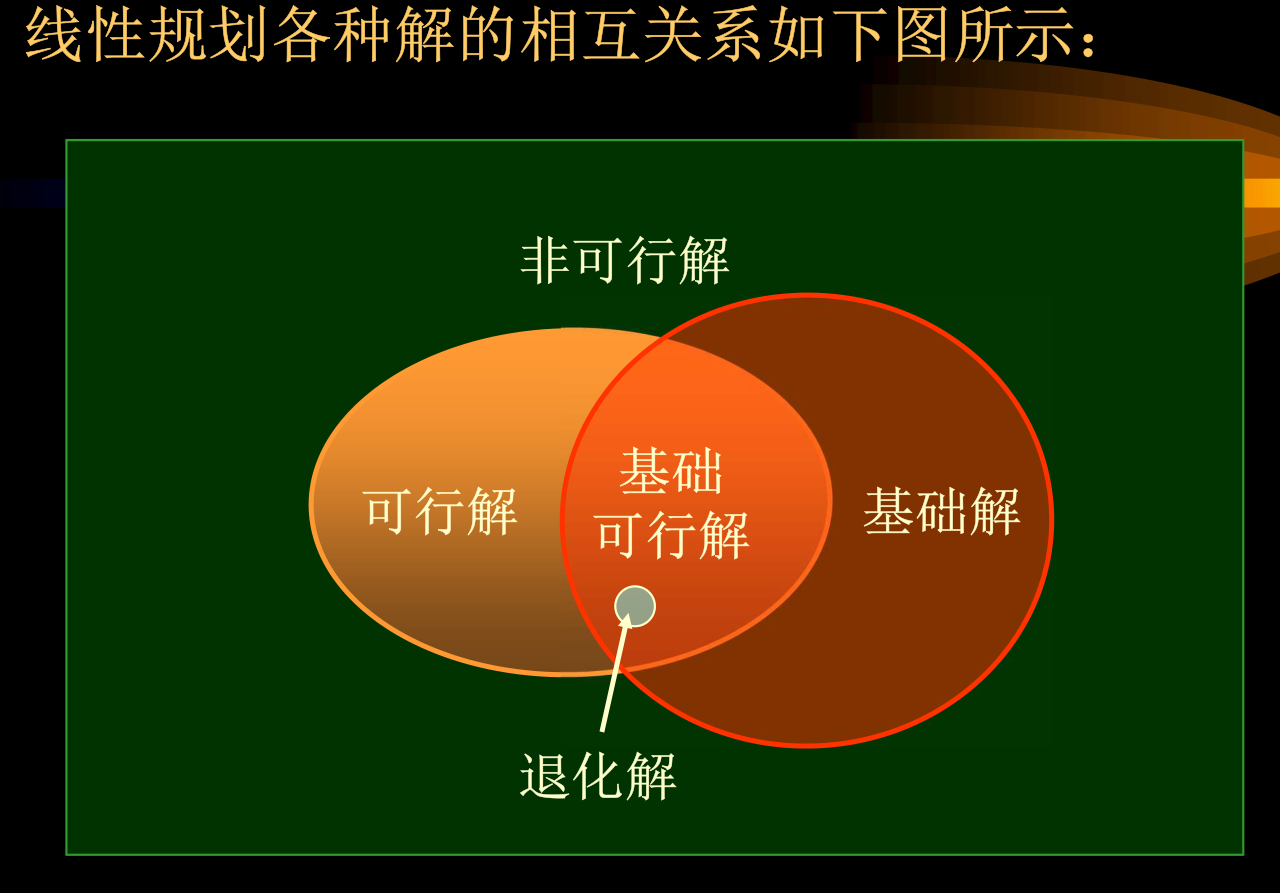 线性规划各种解的相互关系如下图所示：
非可行解
基础
可行解
可行解
基础解
退化解